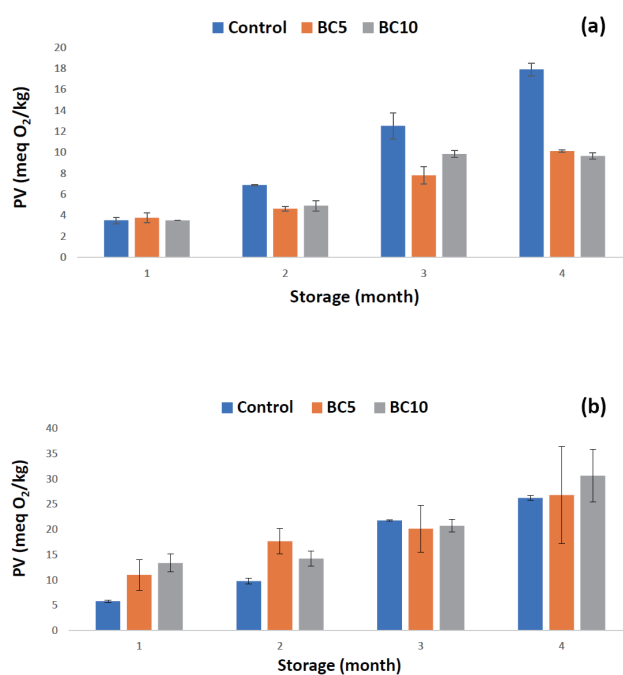 (a)
Control BC5 BC10
PV (meq O₂/kg)
20
18
16
14
12
10
8
6
4
2
0
1 2 3 4
Storage (month)
(b)
Control BC5 BC10
PV (meq O₂/kg)
40
35
30
25
20
15
10
5
0
1 2 3 4
Storage (month)